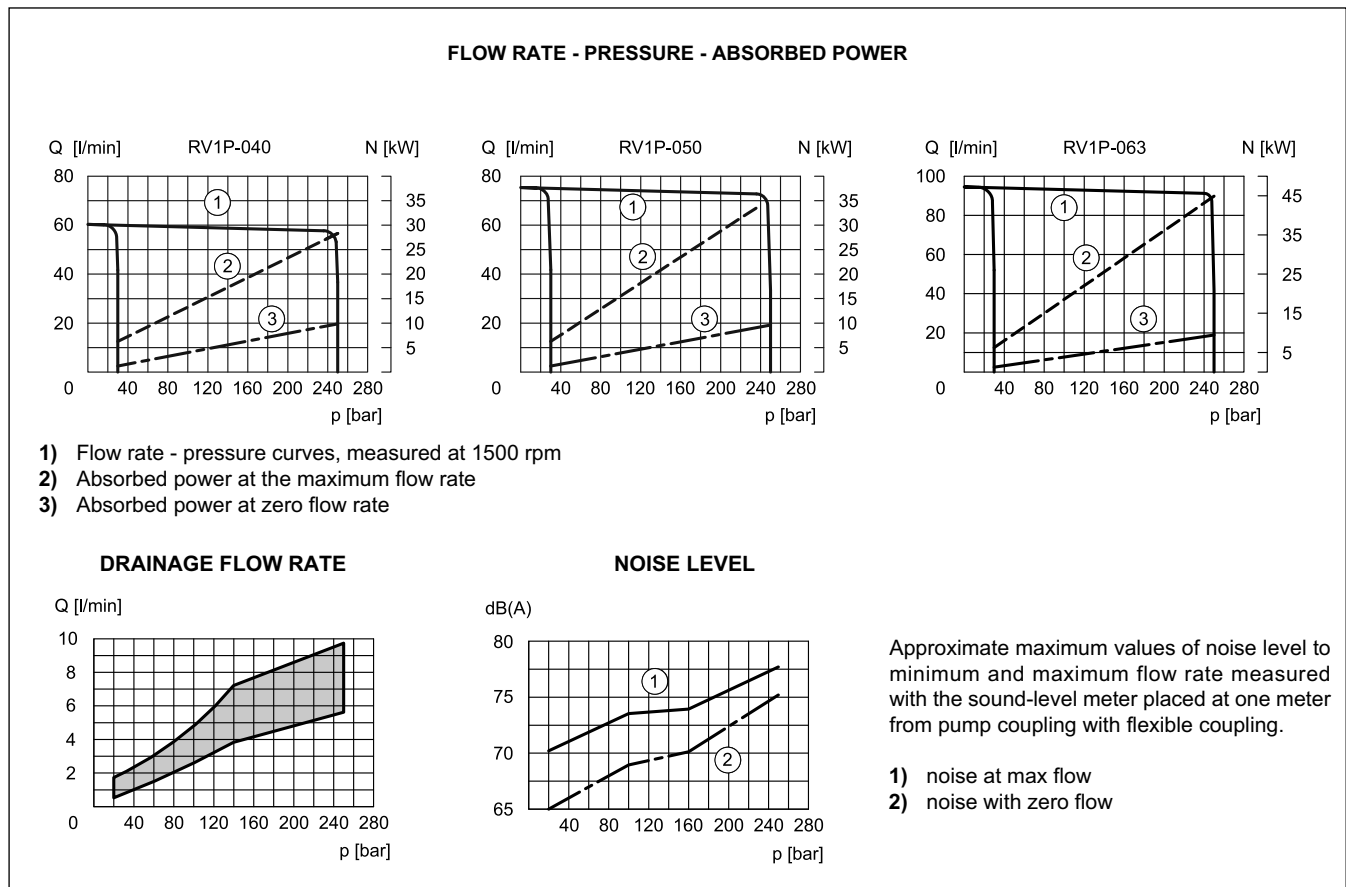 FLOW RATE - PRESSURE - ABSORBED POWER
Q [l/min] RV1P-040 N [kW]
80
60
40
20
0
35
30
25
20
15
10
5
40 80 120 160 200 240 280
p [bar]
1
2
3
Q [l/min] RV1P-050 N [kW]
80
60
40
20
0
35
30
25
20
15
10
5
40 80 120 160 200 240 280
p [bar]
1
2
3
Q [l/min] RV1P-063 N [kW]
100
80
60
40
20
0
45
35
25
15
5
40 80 120 160 200 240 280
p [bar]
1
2
3
1) Flow rate - pressure curves, measured at 1500 rpm
2) Absorbed power at the maximum flow rate
3) Absorbed power at zero flow rate
DRAINAGE FLOW RATE
Q [l/min]
10
8
6
4
2
0
40 80 120 160 200 240 280
p [bar]
NOISE LEVEL
dB(A)
80
75
70
65
40 80 120 160 200 240 280
p [bar]
1
2
Approximate maximum values of noise level to
minimum and maximum flow rate measured
with the sound-level meter placed at one meter
from pump coupling with flexible coupling.
1) noise at max flow
2) noise with zero flow